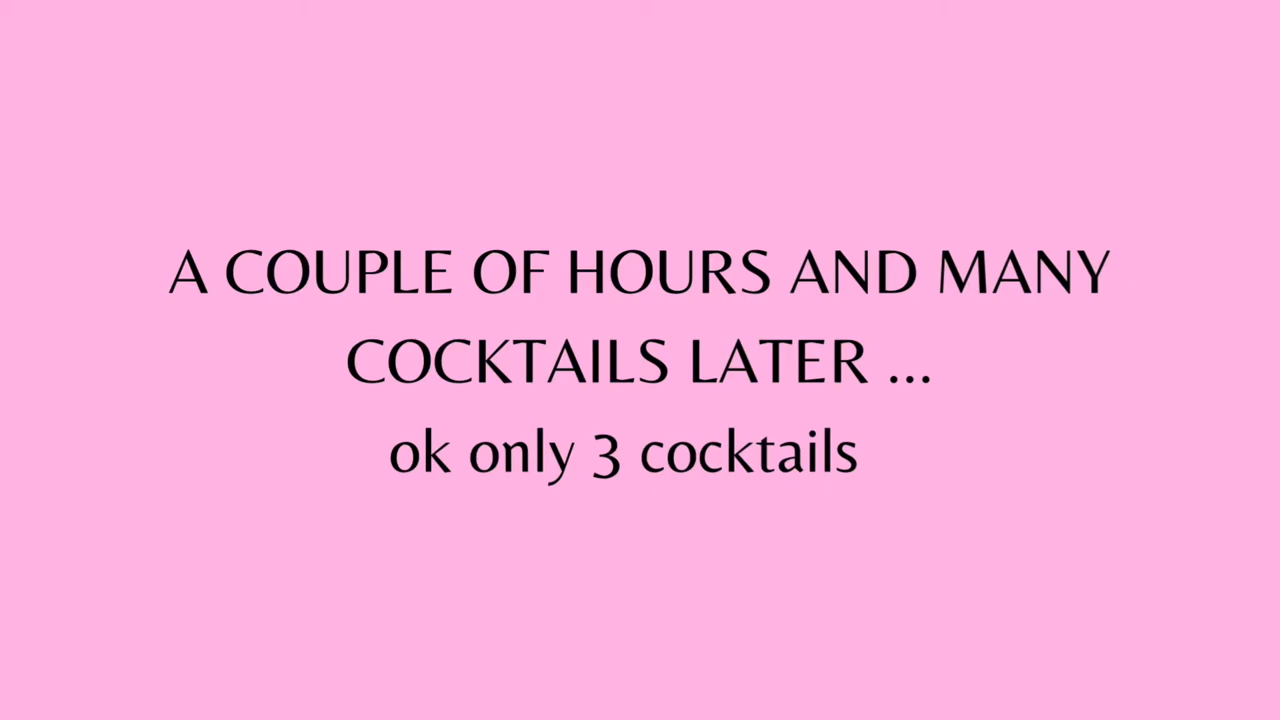 A COUPLE OF HOURS AND MANY
COCKTAILS LATER ...
ok only 3 cocktails